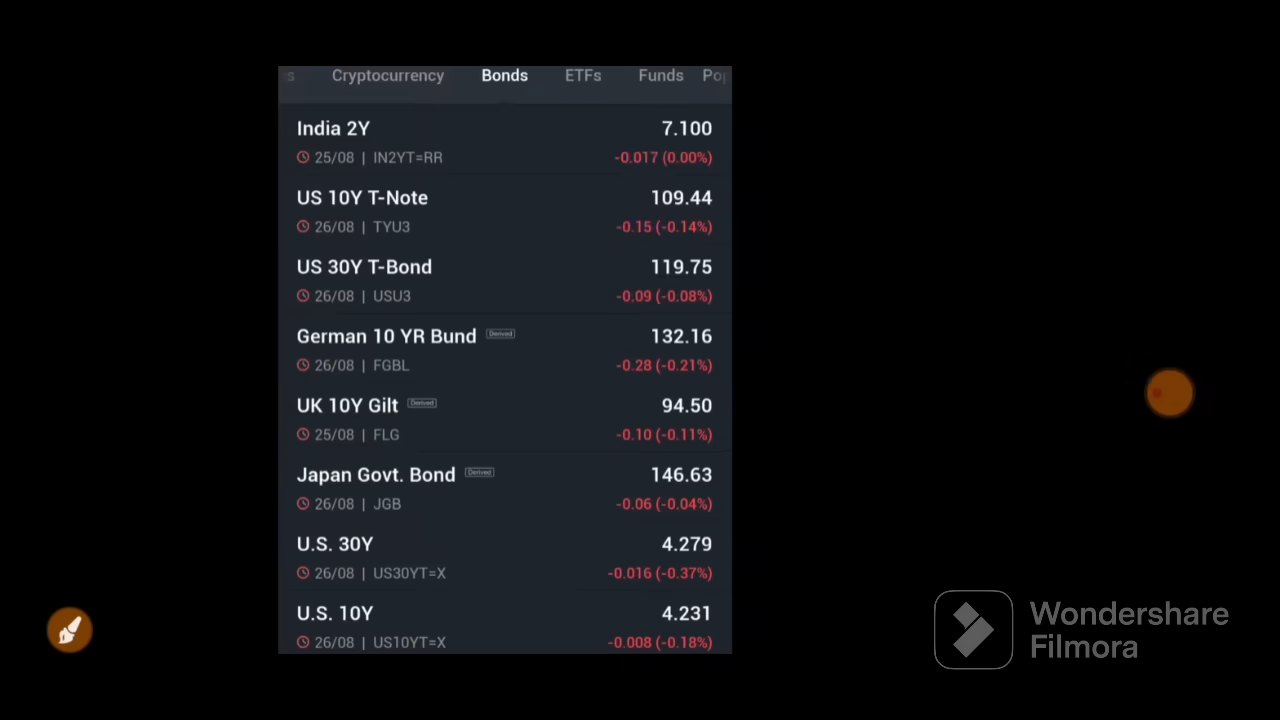 s Cryptocurrency Bonds ETFs Funds Pop
India 2Y 7.100
25/08 | IN2YT=RR -0.017 (0.00%)
US 10Y T-Note 109.44
26/08 | TYU3 -0.15 (-0.14%)
US 30Y T-Bond 119.75
26/08 | USU3 -0.09 (-0.08%)
German 10 YR Bund Derived 132.16
26/08 | FGBL -0.28 (-0.21%)
UK 10Y Gilt Derived 94.50
25/08 | FLG -0.10 (-0.11%)
Japan Govt. Bond Derived 146.63
26/08 | JGB -0.06 (-0.04%)
U.S. 30Y 4.279
26/08 | US30YT=X -0.016 (-0.37%)
U.S. 10Y 4.231
26/08 | US10YT=X -0.008 (-0.18%)
Wondershare
Filmora